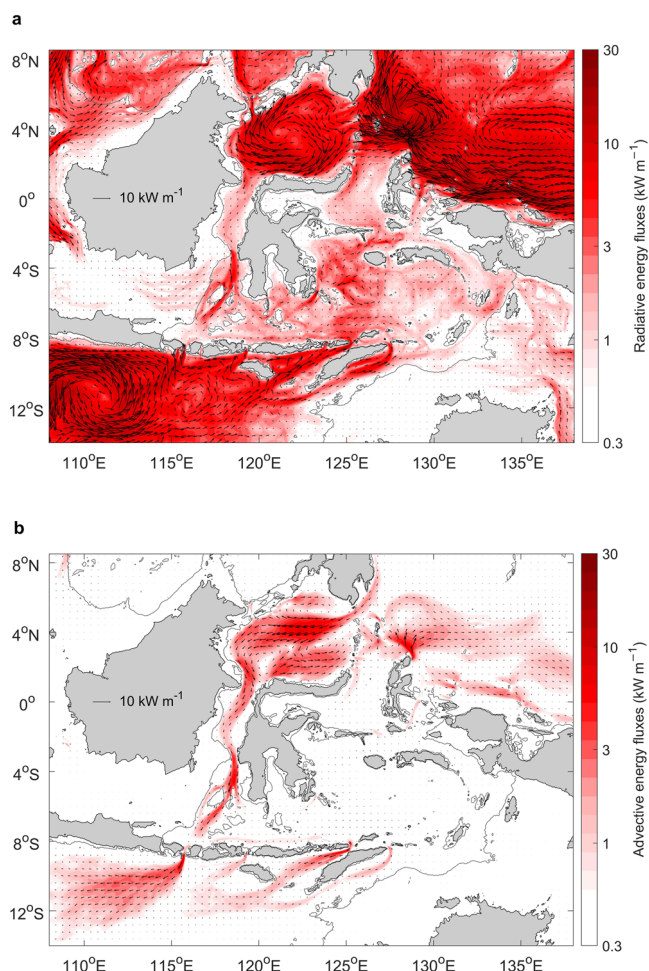 a
8°N
4°N
0°
4°S
8°S
12°S
10 kW m⁻¹
110°E
115°E
120°E
125°E
130°E
135°E
30
10
3
1
0.3
Radiative energy fluxes (kW m⁻¹)
b
8°N
4°N
0°
4°S
8°S
12°S
10 kW m⁻¹
110°E
115°E
120°E
125°E
130°E
135°E
30
10
3
1
0.3
Advective energy fluxes (kW m⁻¹)